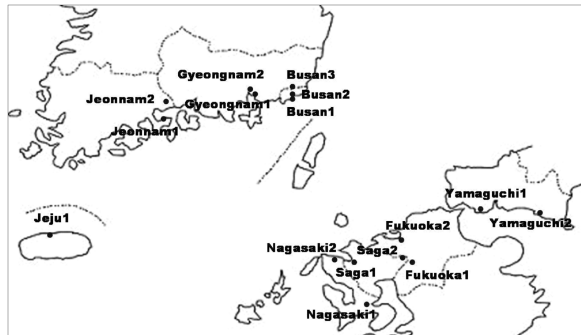 Gyeongnam2
Busan3
Jeonnam2
Busan2
Gyeongnam1
Busan1
Jeonnam1
Yamaguchi1
Jeju1
Fukuoka2
Yamaguchi2
Nagasaki2
Saga2
Saga1
Fukuoka1
Nagasaki1